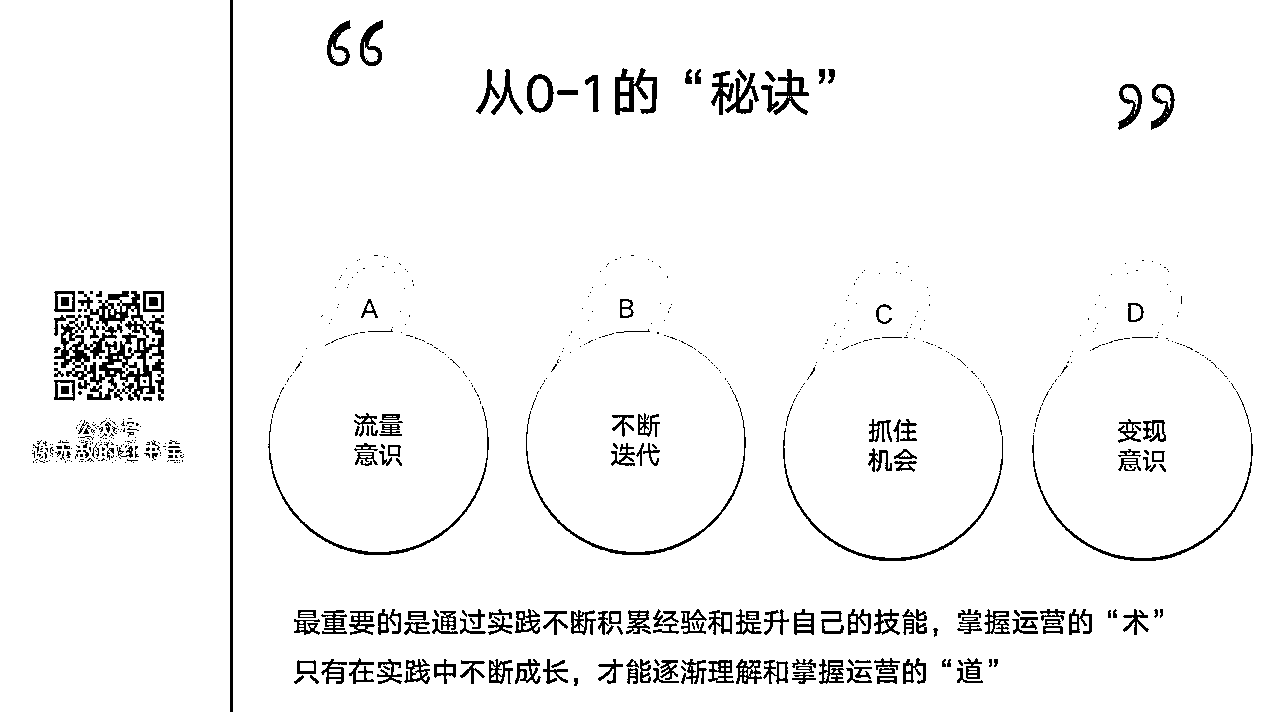 从0-1的“秘诀”
A
流量
意识
B
不断
迭代
C
抓住
机会
D
变现
意识
最重要的是通过实践不断积累经验和提升自己的技能，掌握运营的“术”
只有在实践中不断成长，才能逐渐理解和掌握运营的“道”
公众号